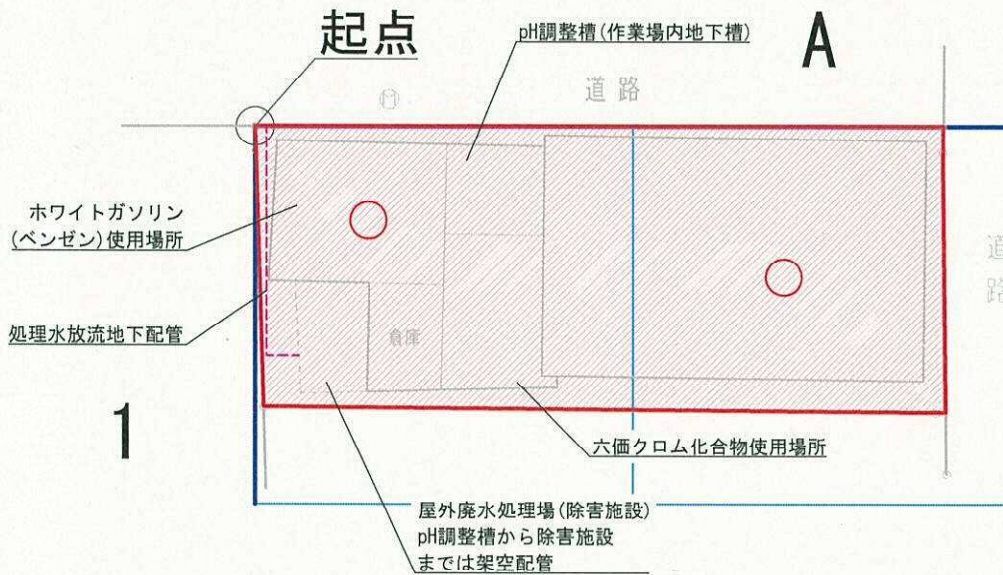 起点
pH調整槽(作業場内地下槽)
A
道路
ホワイトガソリン
(ベンゼン)使用場所
道路
処理水放流地下配管
倉庫
1
六価クロム化合物使用場所
屋外廃水処理場(除害施設)
pH調整槽から除害施設
までは架空配管